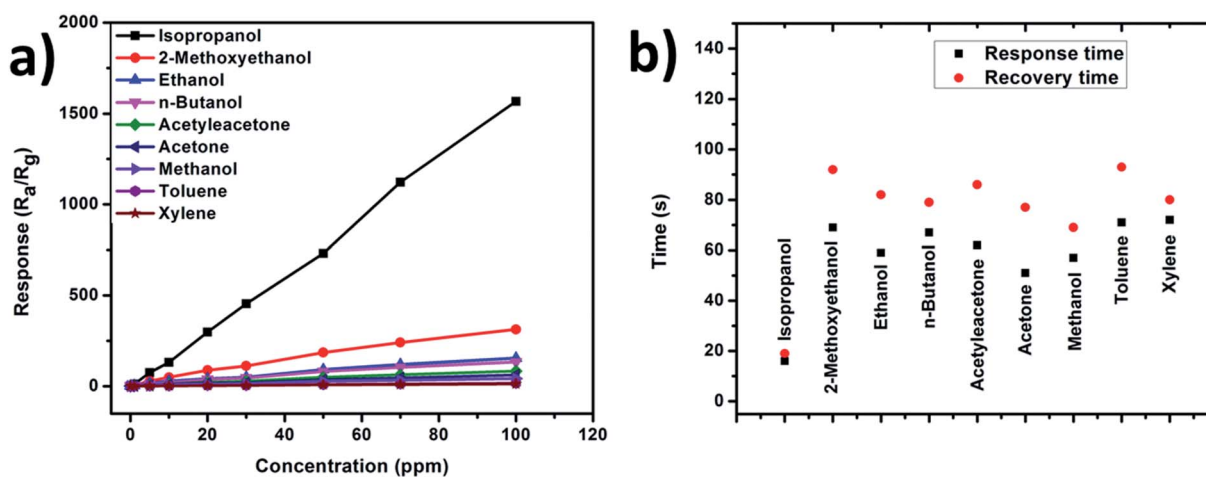 a)
Response (Ra/Rg)
2000
1500
1000
500
0
Isopropanol
2-Methoxyethanol
Ethanol
n-Butanol
Acetyleacetone
Acetone
Methanol
Toluene
Xylene
0 20 40 60 80 100 120
Concentration (ppm)
b)
Time (s)
140
120
100
80
60
40
20
0
Response time
Recovery time
Isopropanol
2-Methoxyethanol
Ethanol
n-Butanol
Acetyleacetone
Acetone
Methanol
Toluene
Xylene